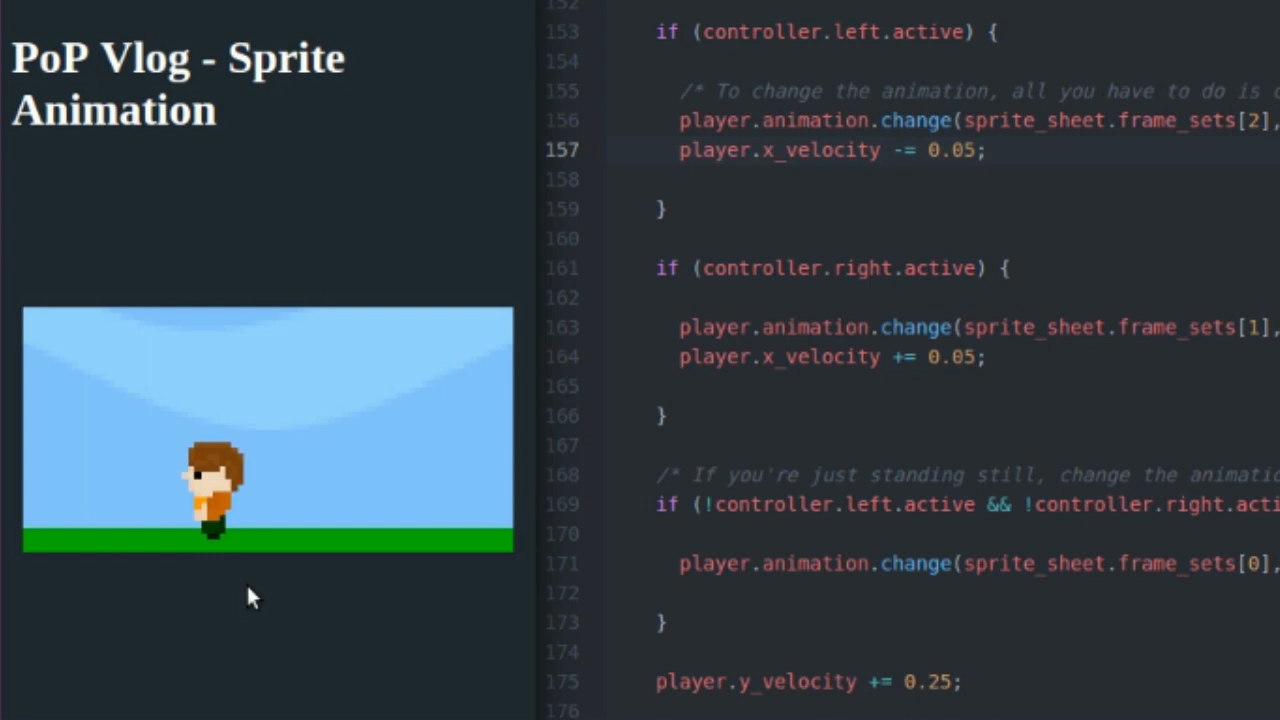 PoP Vlog - Sprite
Animation
152
153 if (controller.left.active) {
154
155 /* To change the animation, all you have to do is
156 player.animation.change(sprite_sheet.frame_sets[2],
157 player.x_velocity -= 0.05;
158
159 }
160
161 if (controller.right.active) {
162
163 player.animation.change(sprite_sheet.frame_sets[1],
164 player.x_velocity += 0.05;
165
166 }
167
168 /* If you're just standing still, change the animatio
169 if (!controller.left.active && !controller.right.acti
170
171 player.animation.change(sprite_sheet.frame_sets[0],
172
173 }
174
175 player.y_velocity += 0.25;
176